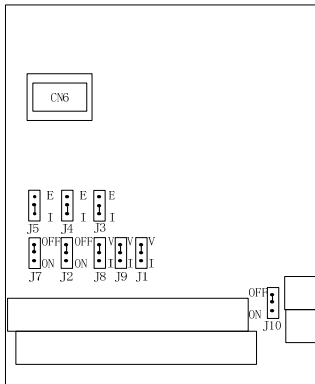 CN6
E E E
I I I
J5 J4 J3
OFF OFF V V V
ON ON I I I
J7 J2 J8 J9 J1
OFF
ON
J10